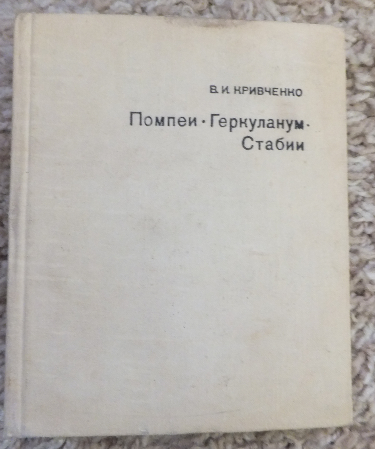 В. И. КРИВЧЕНКО
Помпеи · Геркуланум ·
Стабии